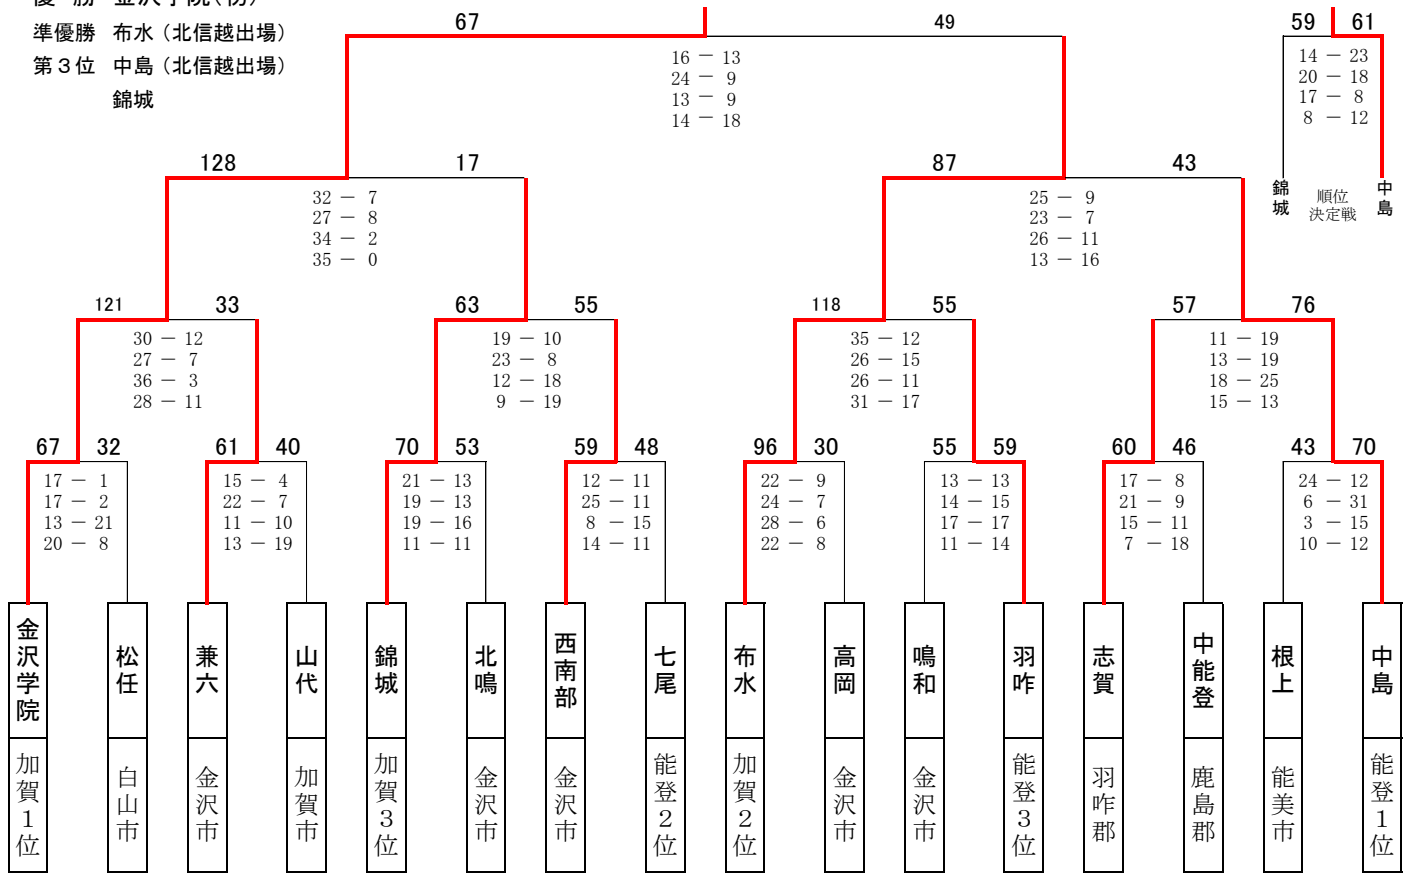 優 勝 金沢学院(初)
準優勝 布水(北信越出場)
第3位 中島(北信越出場)
錦城
67 49
16 - 13
24 - 9
13 - 9
14 - 18
59 61
14 - 23
20 - 18
17 - 8
8 - 12
錦城
順位
決定戦
中島
128 17
32 - 7
27 - 8
34 - 2
35 - 0
87 43
25 - 9
23 - 7
26 - 11
13 - 16
121 33
30 - 12
27 - 7
36 - 3
28 - 11
63 55
19 - 10
23 - 8
12 - 18
9 - 19
118 55
35 - 12
26 - 15
26 - 11
31 - 17
57 76
11 - 19
13 - 19
18 - 25
15 - 13
67 32
17 - 1
17 - 2
13 - 21
20 - 8
61 40
15 - 4
22 - 7
11 - 10
13 - 19
70 53
21 - 13
19 - 13
19 - 16
11 - 11
59 48
12 - 11
25 - 11
8 - 15
14 - 11
96 30
22 - 9
24 - 7
28 - 6
22 - 8
55 59
13 - 13
14 - 15
17 - 17
11 - 14
60 46
17 - 8
21 - 9
15 - 11
7 - 18
43 70
24 - 12
6 - 31
3 - 15
10 - 12
金沢学院
加賀1位
松任
白山市
兼六
金沢市
山代
加賀市
錦城
加賀3位
北鳴
金沢市
西南部
金沢市
七尾
能登2位
布水
加賀2位
高岡
金沢市
鳴和
金沢市
羽咋
能登3位
志賀
羽咋郡
中能登
鹿島郡
根上
能美市
中島
能登1位